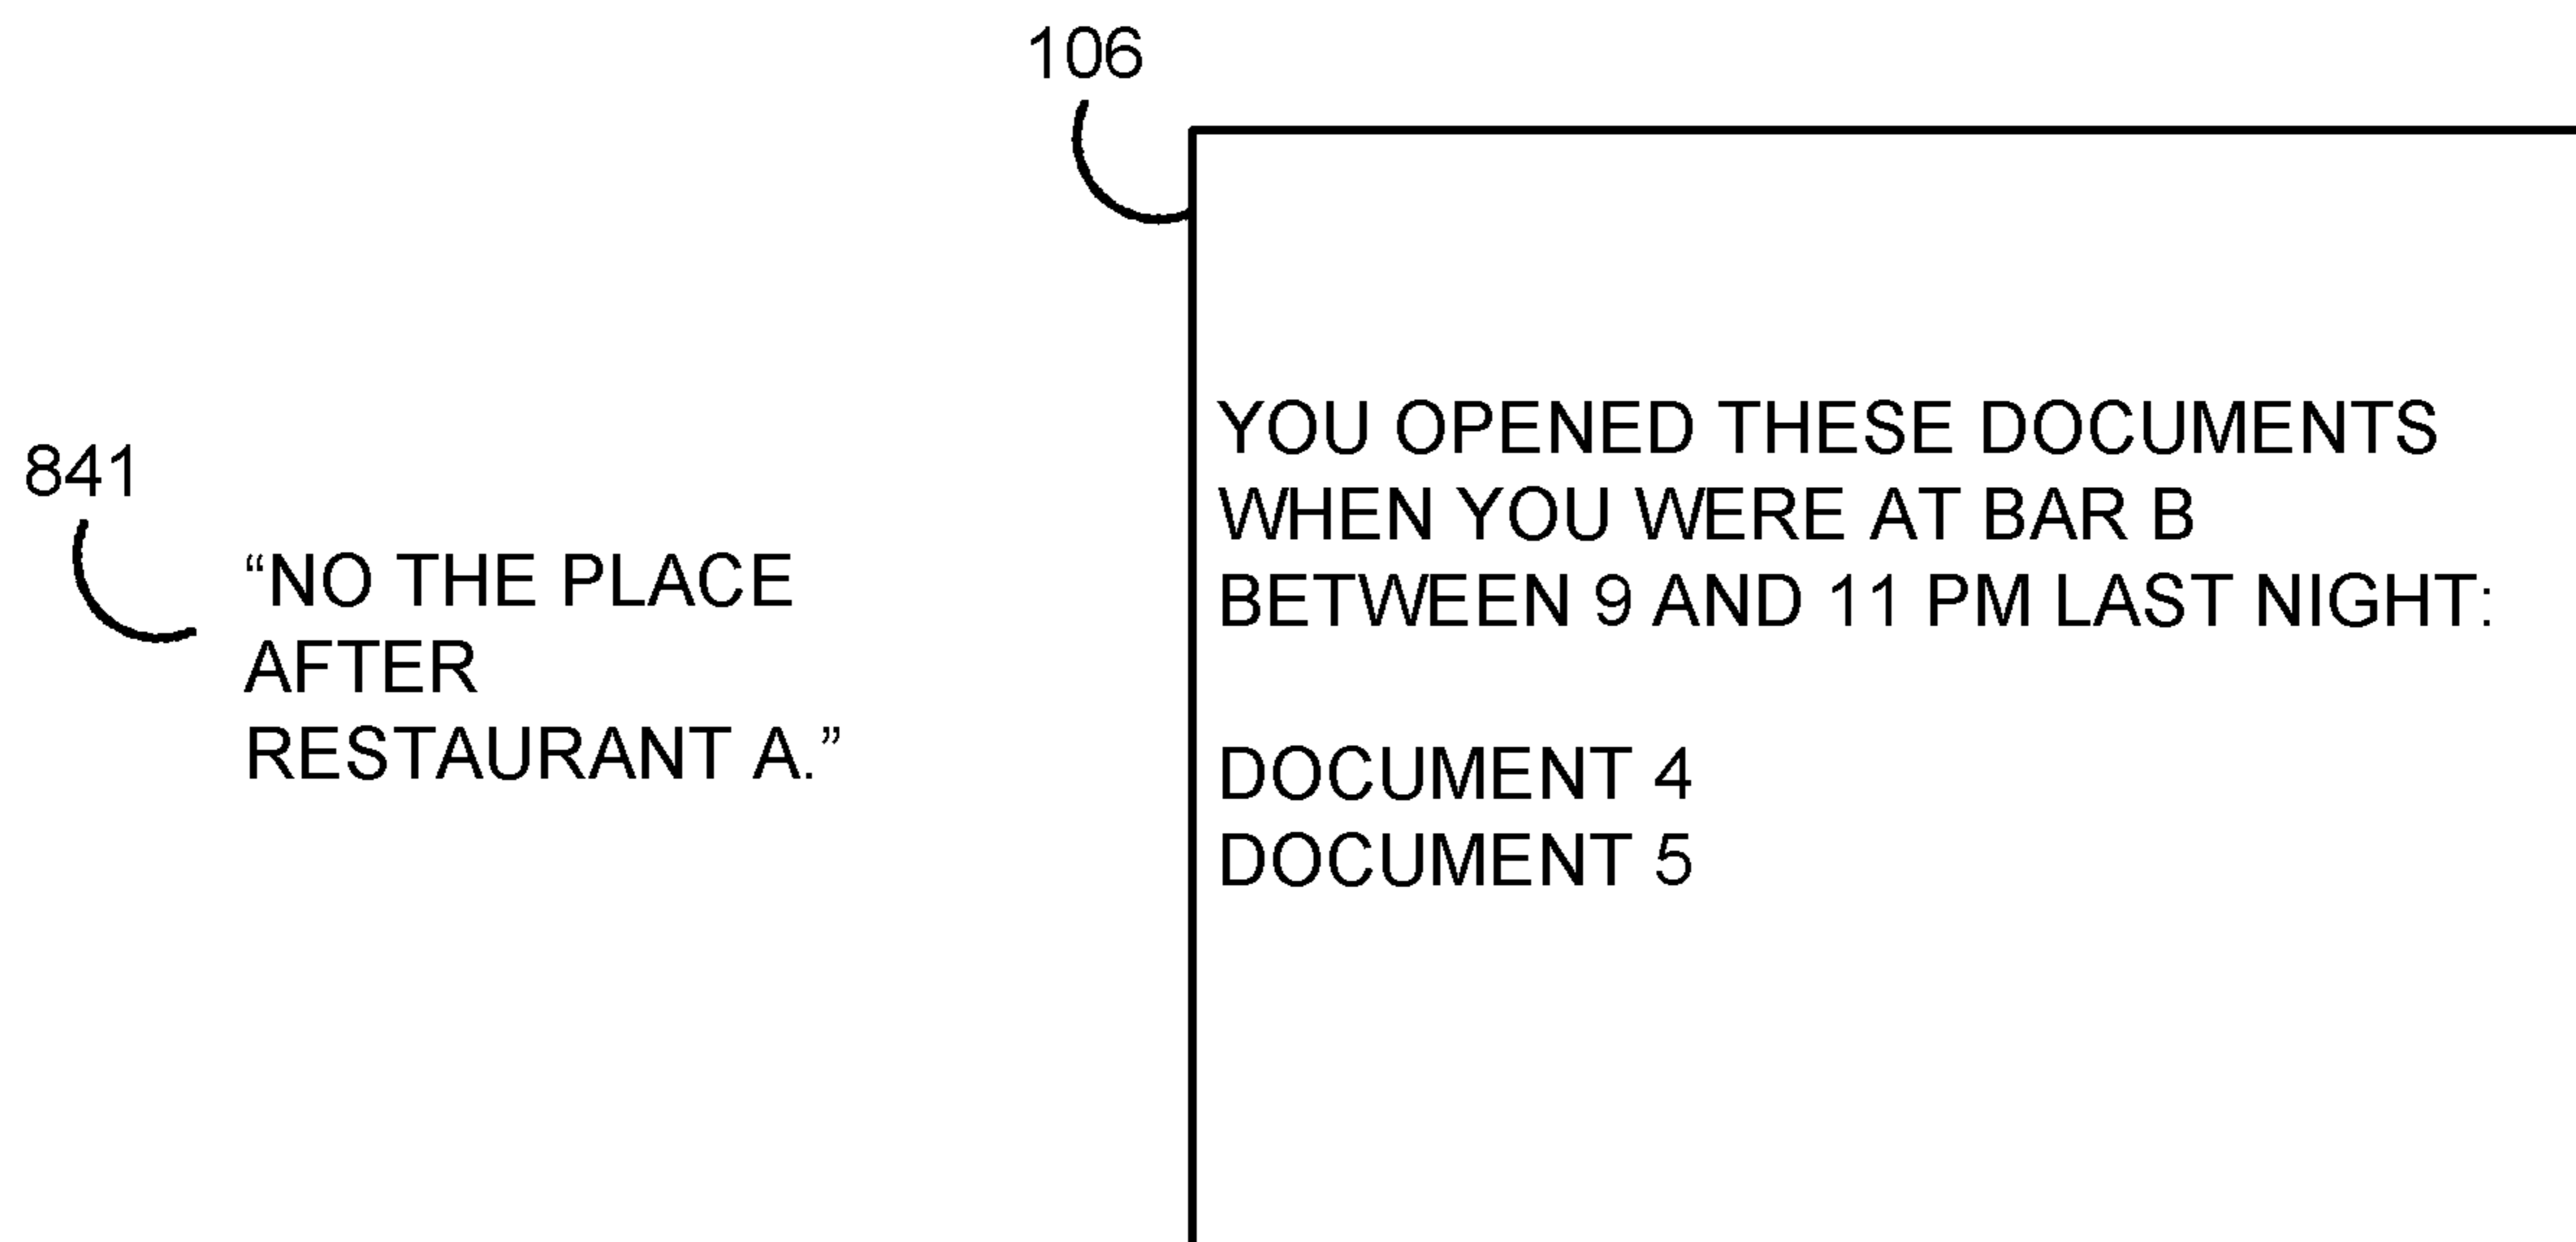 106
841
“NO THE PLACE
AFTER
RESTAURANT A.”
YOU OPENED THESE DOCUMENTS
WHEN YOU WERE AT BAR B
BETWEEN 9 AND 11 PM LAST NIGHT:
DOCUMENT 4
DOCUMENT 5